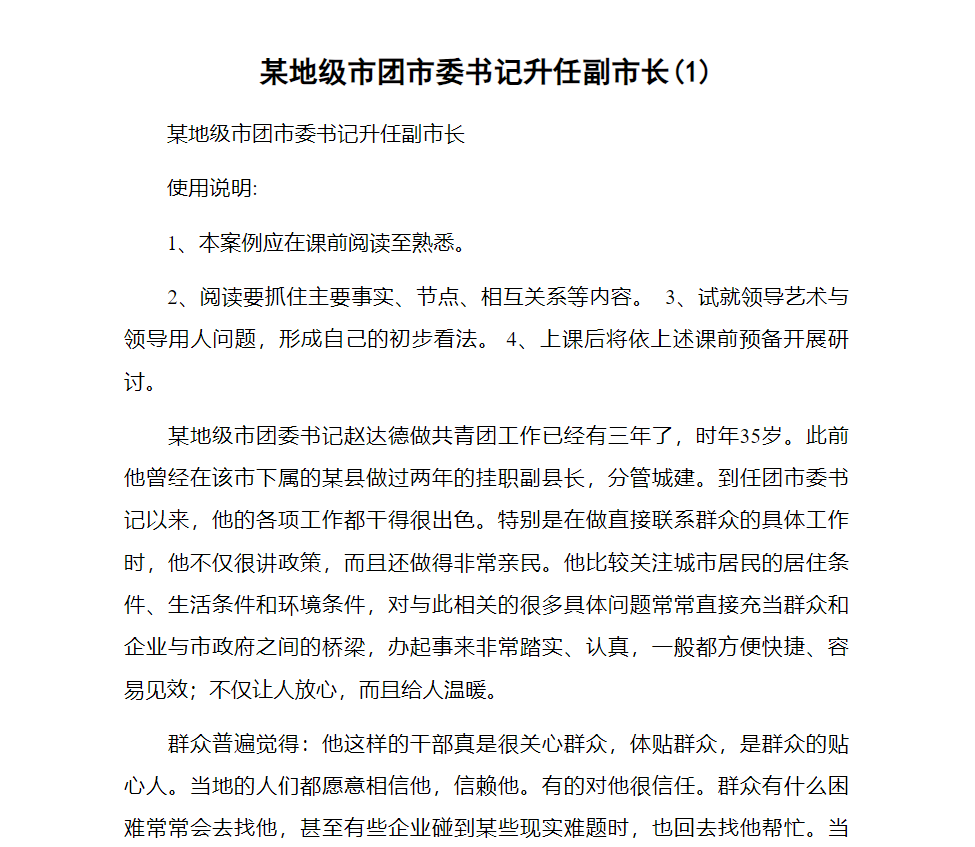 某地级市团市委书记升任副市长(1)
某地级市团市委书记升任副市长
使用说明:
1、本案例应在课前阅读至熟悉。
2、阅读要抓住主要事实、节点、相互关系等内容。 3、试就领导艺术与
领导用人问题，形成自己的初步看法。 4、上课后将依上述课前预备开展研
讨。
某地级市团委书记赵达德做共青团工作已经有三年了，时年35岁。此前
他曾经在该市下属的某县做过两年的挂职副县长，分管城建。到任团市委书
记以来，他的各项工作都干得很出色。特别是在做直接联系群众的具体工作
时，他不仅很讲政策，而且还做得非常亲民。他比较关注城市居民的居住条
件、生活条件和环境条件，对与此相关的很多具体问题常常直接充当群众和
企业与市政府之间的桥梁，办起事来非常踏实、认真，一般都方便快捷、容
易见效；不仅让人放心，而且给人温暖。
群众普遍觉得：他这样的干部真是很关心群众，体贴群众，是群众的贴
心人。当地的人们都愿意相信他，信赖他。有的对他很信任。群众有什么困
难常常会去找他，甚至有些企业碰到某些现实难题时，也回去找他帮忙。当